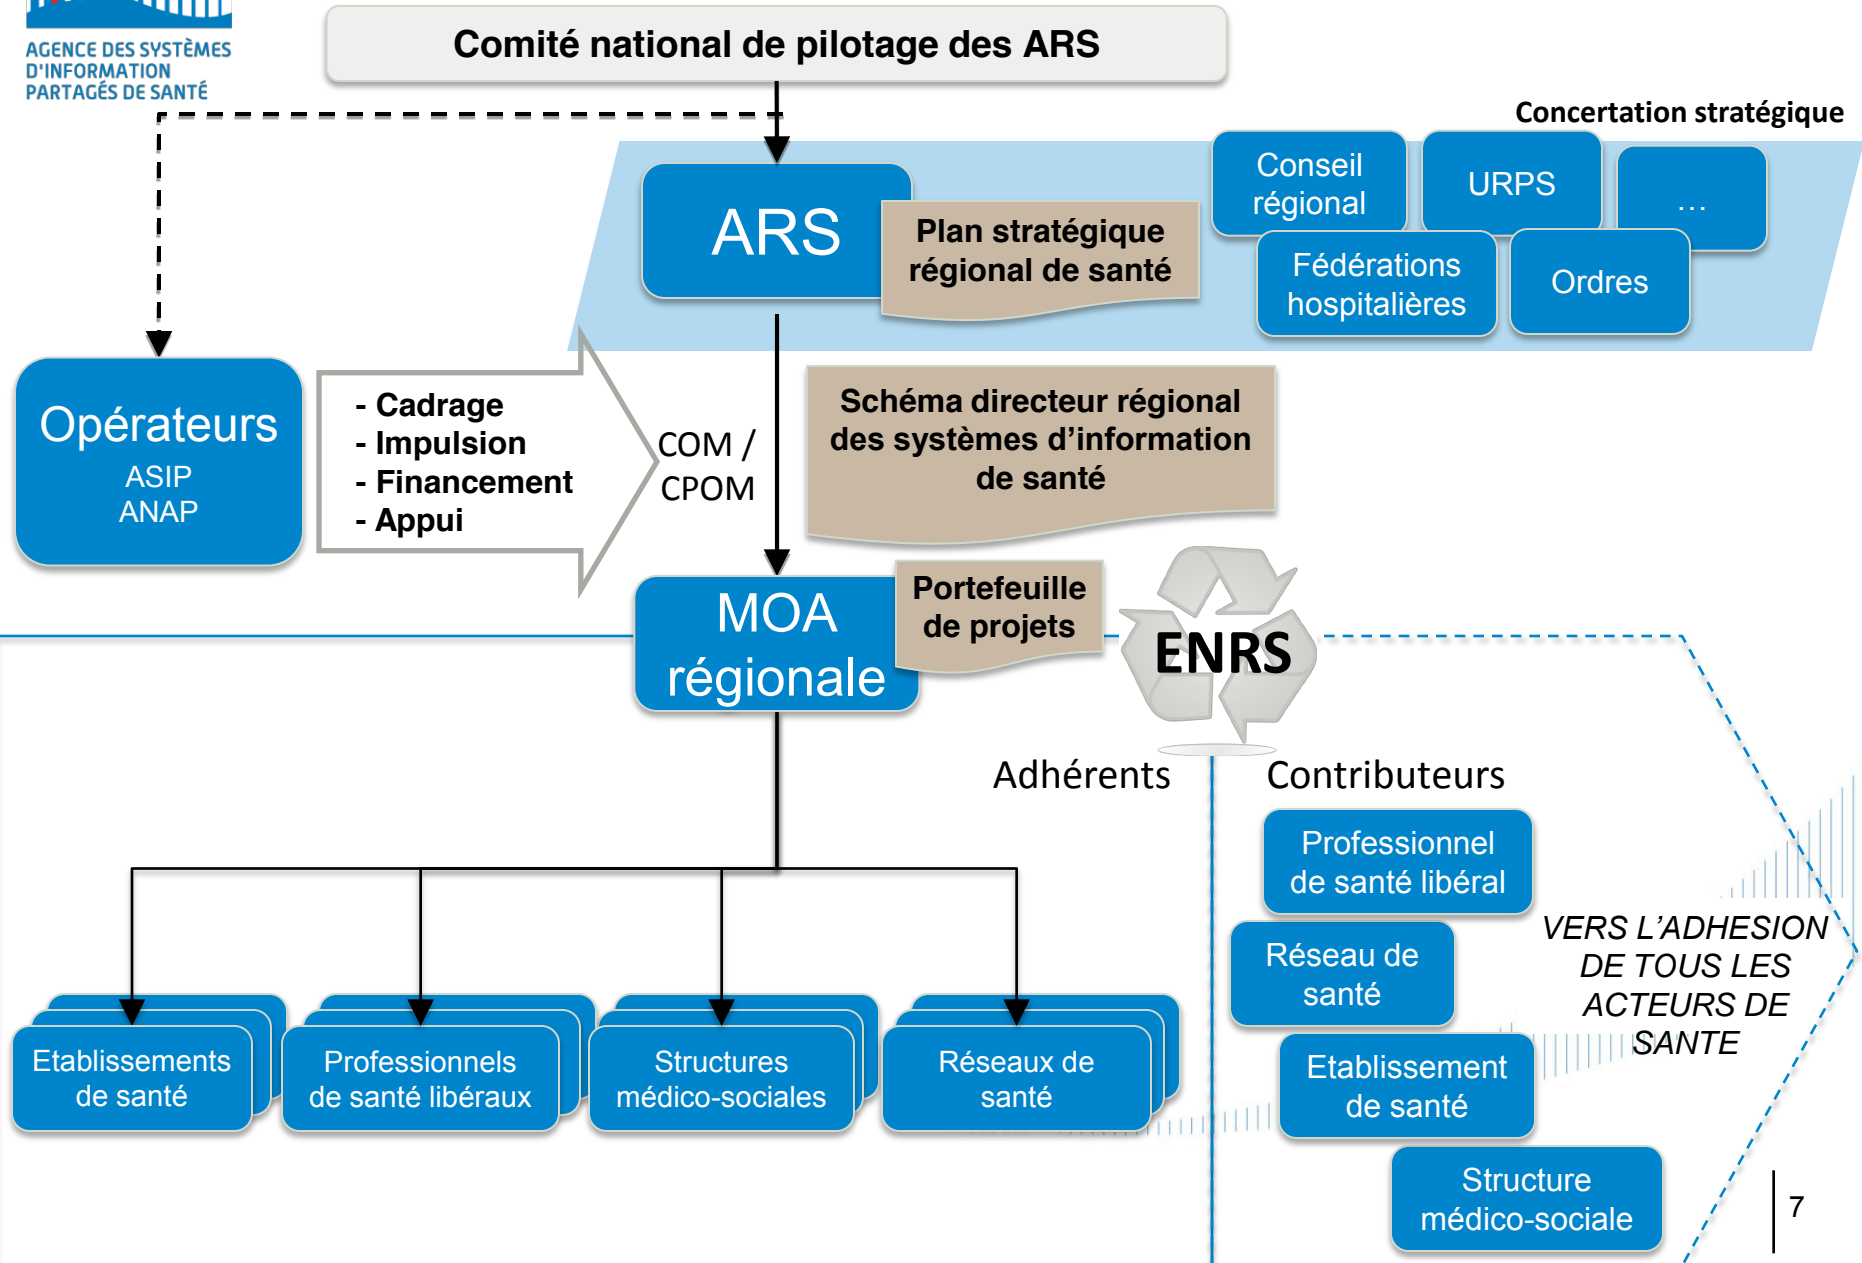 AGENCE DES SYSTÈMES
D'INFORMATION
PARTAGÉS DE SANTÉ
Comité national de pilotage des ARS
Concertation stratégique
ARS
Plan stratégique
régional de santé
Conseil
régional
URPS
...
Fédérations
hospitalières
Ordres
Opérateurs
ASIP
ANAP
- Cadrage
- Impulsion
- Financement
- Appui
COM /
CPOM
Schéma directeur régional
des systèmes d’information
de santé
MOA
régionale
Portefeuille
de projets
ENRS
Adhérents
Contributeurs
Professionnel
de santé libéral
Réseau de
santé
Etablissement
de santé
Structure
médico-sociale
VERS L’ADHESION
DE TOUS LES
ACTEURS DE
SANTE
Etablissements
de santé
Professionnels
de santé libéraux
Structures
médico-sociales
Réseaux de
santé
7